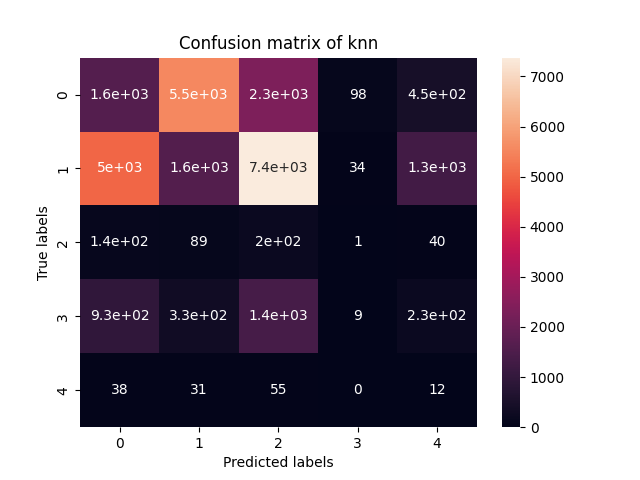 Confusion matrix of knn
0 1.6e+03 5.5e+03 2.3e+03 98 4.5e+02
1 5e+03 1.6e+03 7.4e+03 34 1.3e+03
2 1.4e+02 89 2e+02 1 40
3 9.3e+02 3.3e+02 1.4e+03 9 2.3e+02
4 38 31 55 0 12
0 1 2 3 4
Predicted labels
True labels
7000
6000
5000
4000
3000
2000
1000
0